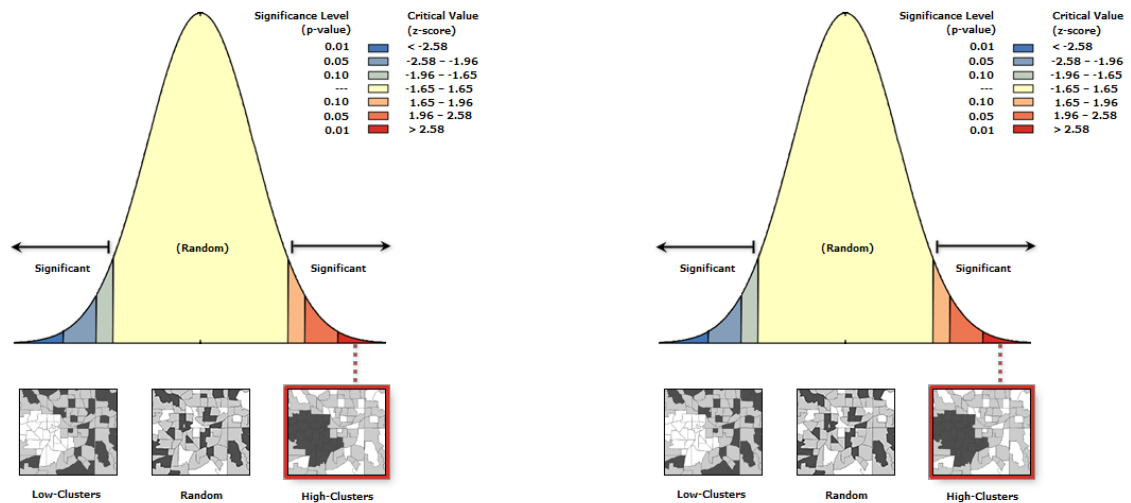 Significance Level Critical Value
(p-value) (z-score)
0.01 < -2.58
0.05 -2.58 – -1.96
0.10 -1.96 – -1.65
--- -1.65 – 1.65
0.10 1.65 – 1.96
0.05 1.96 – 2.58
0.01 > 2.58
(Random)
Significant Significant
Low-Clusters Random High-Clusters
Significance Level Critical Value
(p-value) (z-score)
0.01 < -2.58
0.05 -2.58 – -1.96
0.10 -1.96 – -1.65
--- -1.65 – 1.65
0.10 1.65 – 1.96
0.05 1.96 – 2.58
0.01 > 2.58
(Random)
Significant Significant
Low-Clusters Random High-Clusters